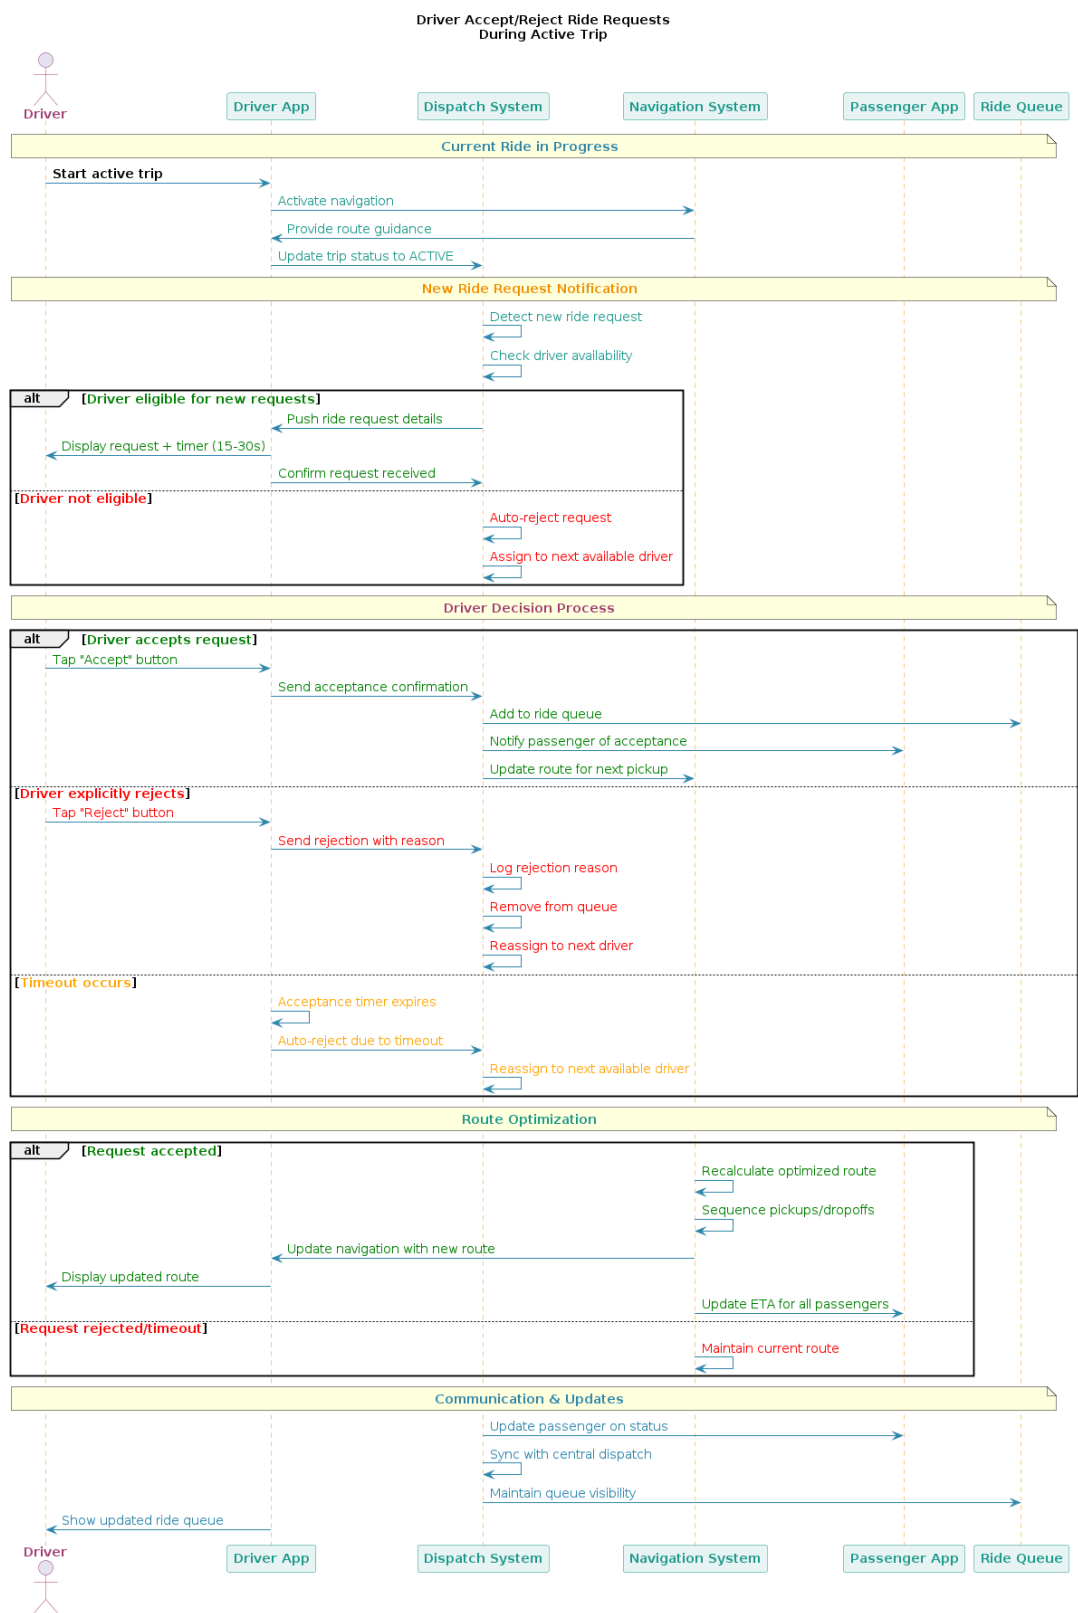 Driver Accept/Reject Ride Requests
During Active Trip
Driver
Driver App
Dispatch System
Navigation System
Passenger App
Ride Queue
Current Ride in Progress
Start active trip
Activate navigation
Provide route guidance
Update trip status to ACTIVE
New Ride Request Notification
Detect new ride request
Check driver availability
alt
[Driver eligible for new requests]
Push ride request details
Display request + timer (15-30s)
Confirm request received
[Driver not eligible]
Auto-reject request
Assign to next available driver
Driver Decision Process
alt
[Driver accepts request]
Tap "Accept" button
Send acceptance confirmation
Add to ride queue
Notify passenger of acceptance
Update route for next pickup
[Driver explicitly rejects]
Tap "Reject" button
Send rejection with reason
Log rejection reason
Remove from queue
Reassign to next driver
[Timeout occurs]
Acceptance timer expires
Auto-reject due to timeout
Reassign to next available driver
Route Optimization
alt
[Request accepted]
Recalculate optimized route
Sequence pickups/dropoffs
Update navigation with new route
Display updated route
Update ETA for all passengers
[Request rejected/timeout]
Maintain current route
Communication & Updates
Update passenger on status
Sync with central dispatch
Maintain queue visibility
Show updated ride queue
Driver
Driver App
Dispatch System
Navigation System
Passenger App
Ride Queue